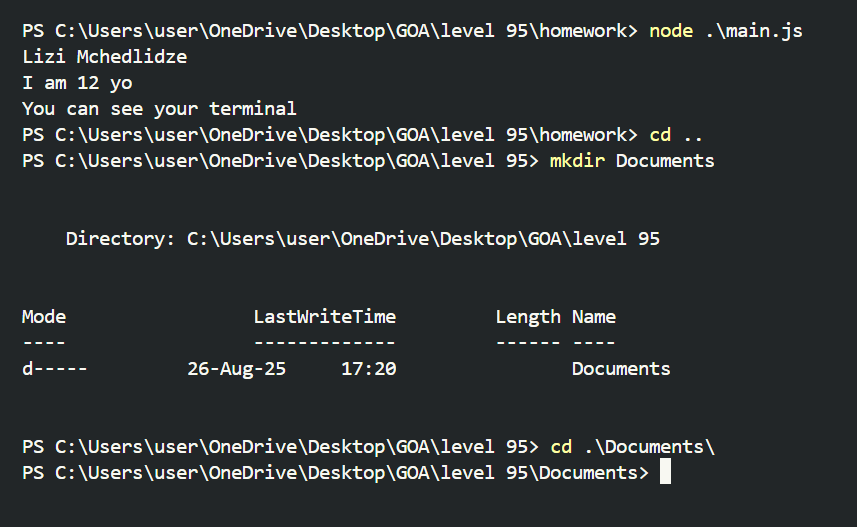 PS C:\Users\user\OneDrive\Desktop\GOA\level 95\homework> node .\main.js
Lizi Mchedlidze
I am 12 yo
You can see your terminal
PS C:\Users\user\OneDrive\Desktop\GOA\level 95\homework> cd ..
PS C:\Users\user\OneDrive\Desktop\GOA\level 95> mkdir Documents
Directory: C:\Users\user\OneDrive\Desktop\GOA\level 95
Mode                 LastWriteTime         Length Name
----                 -------------         ------ ----
d-----         26-Aug-25     17:20                Documents
PS C:\Users\user\OneDrive\Desktop\GOA\level 95> cd .\Documents\
PS C:\Users\user\OneDrive\Desktop\GOA\level 95\Documents>